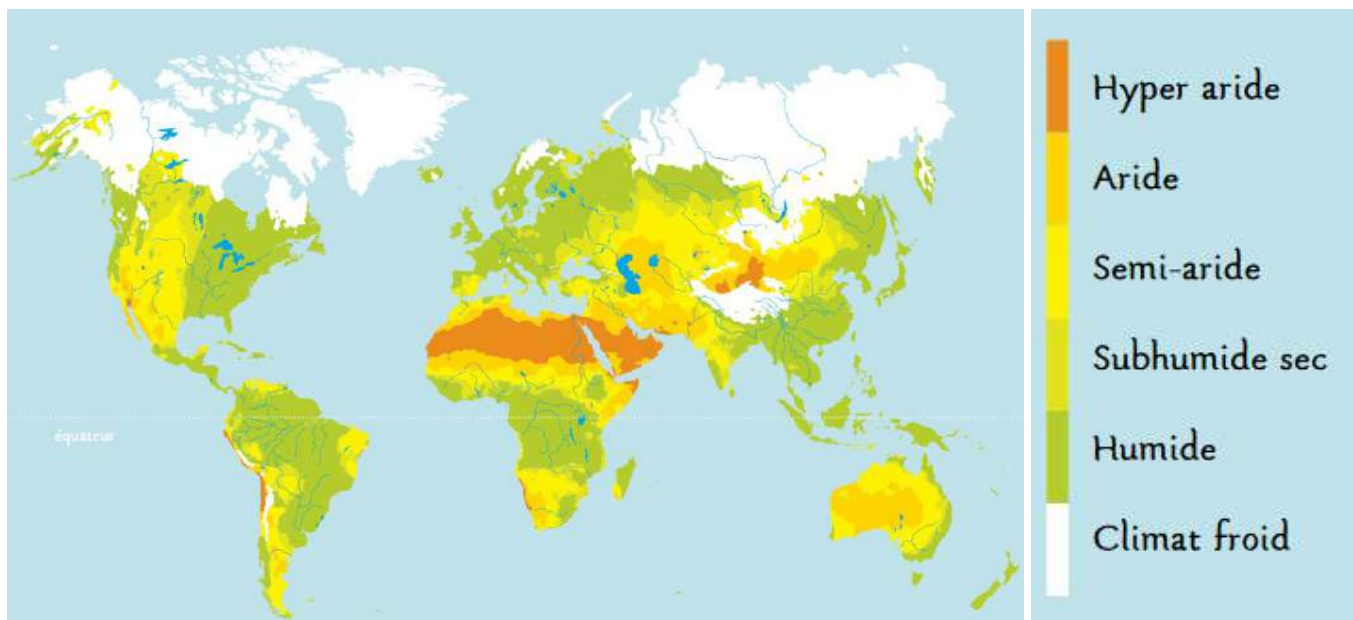 équateur
Hyper aride
Aride
Semi-aride
Subhumide sec
Humide
Climat froid